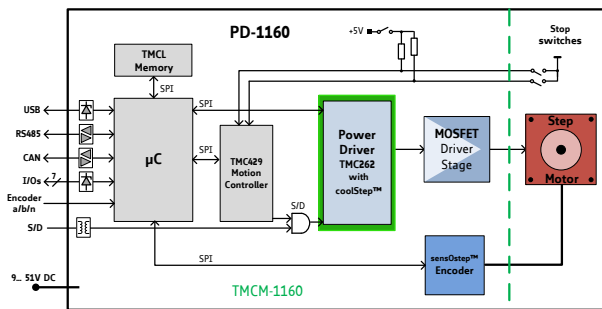 PD-1160
+5V
Stop
switches
TMCL
Memory
SPI
USB
RS485
CAN
I/Os
7
Encoder
a/b/n
S/D
9... 51V DC
µC
SPI
SPI
TMC429
Motion
Controller
S/D
Power
Driver
TMC262
with
coolStep™
MOSFET
Driver
Stage
Step
Motor
SPI
sensOstep™
Encoder
TMCM-1160